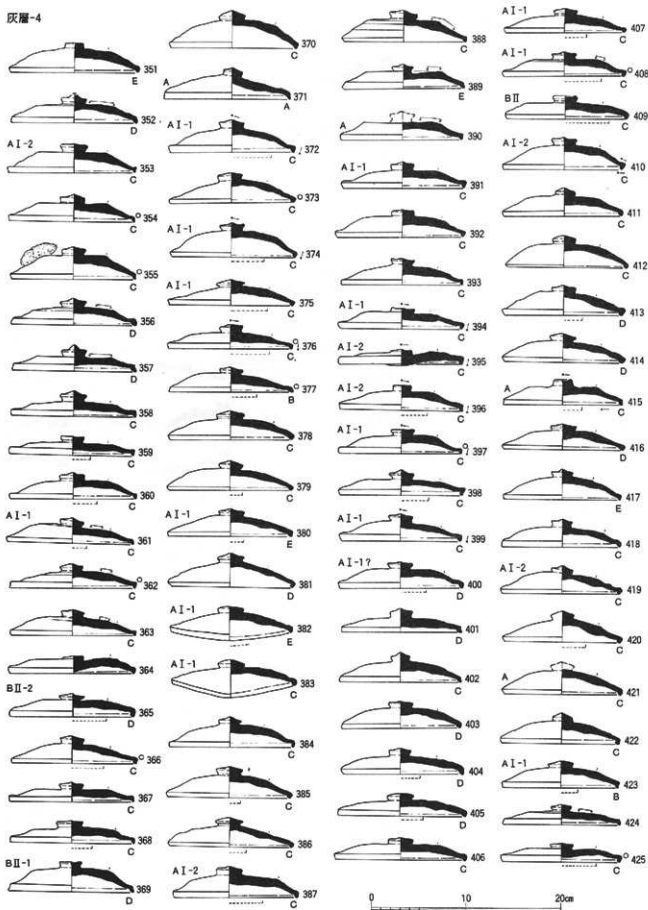 灰層-4
351
E
352
D
AⅠ-2
353
C
354
C
355
C
356
D
357
D
358
C
359
C
360
C
AⅠ-1
361
C
362
C
363
C
364
BⅡ-2
365
D
366
C
367
C
368
C
BⅡ-1
369
D
370
C
A
371
A
AⅠ-1
372
C
373
C
AⅠ-1
374
C
AⅠ-1
375
C
376
C
377
B
378
C
379
C
AⅠ-1
380
E
381
D
AⅠ-1
382
E
AⅠ-1
383
C
384
C
385
C
386
C
AⅠ-2
387
C
388
C
389
E
A
390
AⅠ-1
391
C
392
C
393
C
AⅠ-1
394
C
AⅠ-2
395
C
AⅠ-2
396
C
AⅠ-1
397
C
398
C
AⅠ-1
399
C
AⅠ-1?
400
D
401
D
402
C
403
D
404
D
405
D
406
C
AⅠ-1
407
C
AⅠ-1
408
C
BⅡ
409
C
AⅠ-2
410
C
411
C
412
C
413
D
414
D
A
415
C
416
D
417
E
418
C
AⅠ-2
419
C
420
C
A
421
C
422
C
AⅠ-1
423
B
424
425
C
0 10 20cm